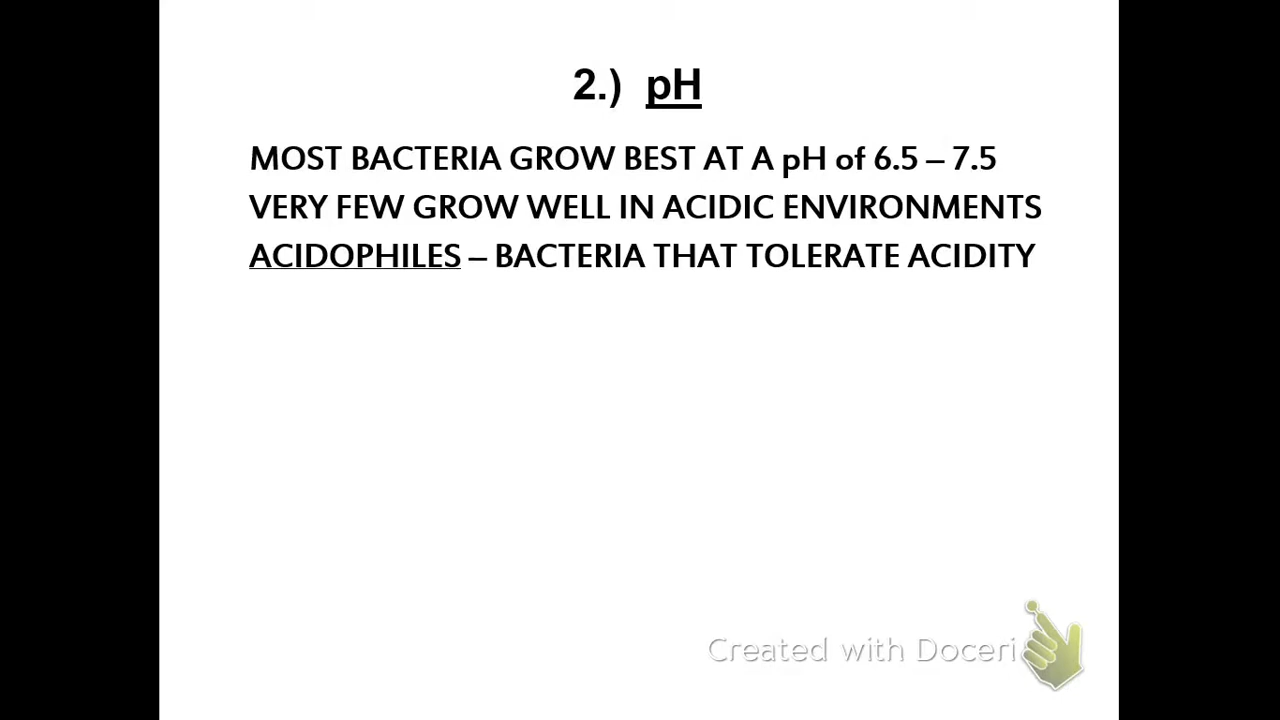 2.) pH
MOST BACTERIA GROW BEST AT A pH of 6.5 – 7.5
VERY FEW GROW WELL IN ACIDIC ENVIRONMENTS
ACIDOPHILES – BACTERIA THAT TOLERATE ACIDITY
Created with Doceri